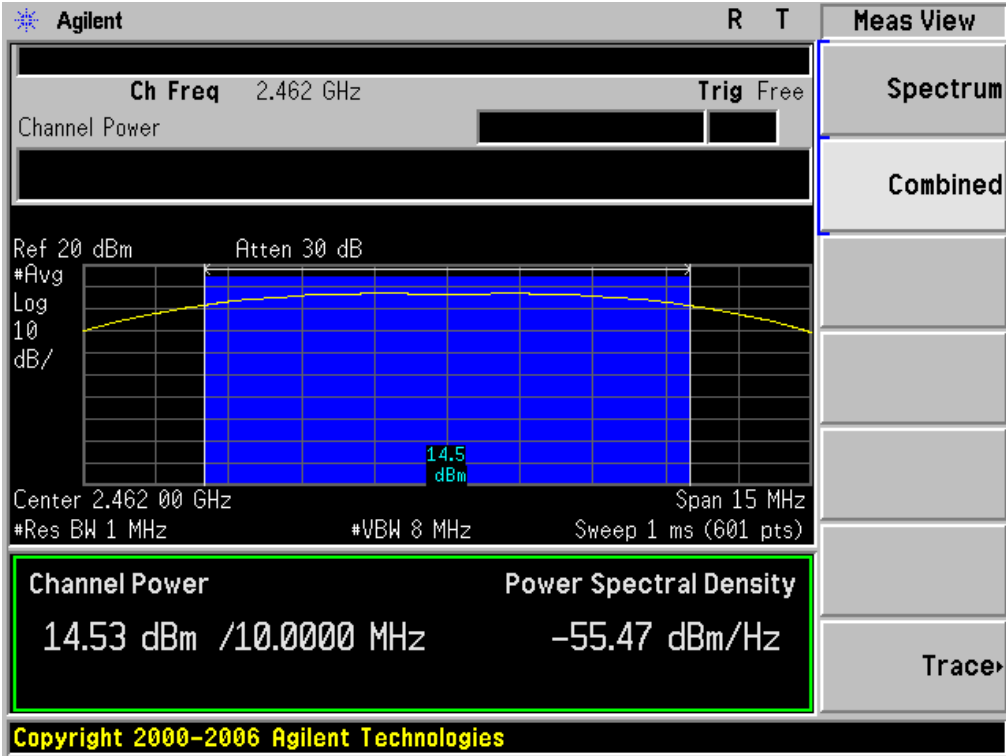 Agilent R T Meas View
Ch Freq 2.462 GHz Trig Free
Channel Power
Spectrum
Combined
Ref 20 dBm Atten 30 dB
#Avg
Log
10
dB/
14.5
dBm
Center 2.462 00 GHz Span 15 MHz
#Res BW 1 MHz #VBW 8 MHz Sweep 1 ms (601 pts)
Channel Power Power Spectral Density
14.53 dBm /10.0000 MHz -55.47 dBm/Hz
Trace
Copyright 2000-2006 Agilent Technologies